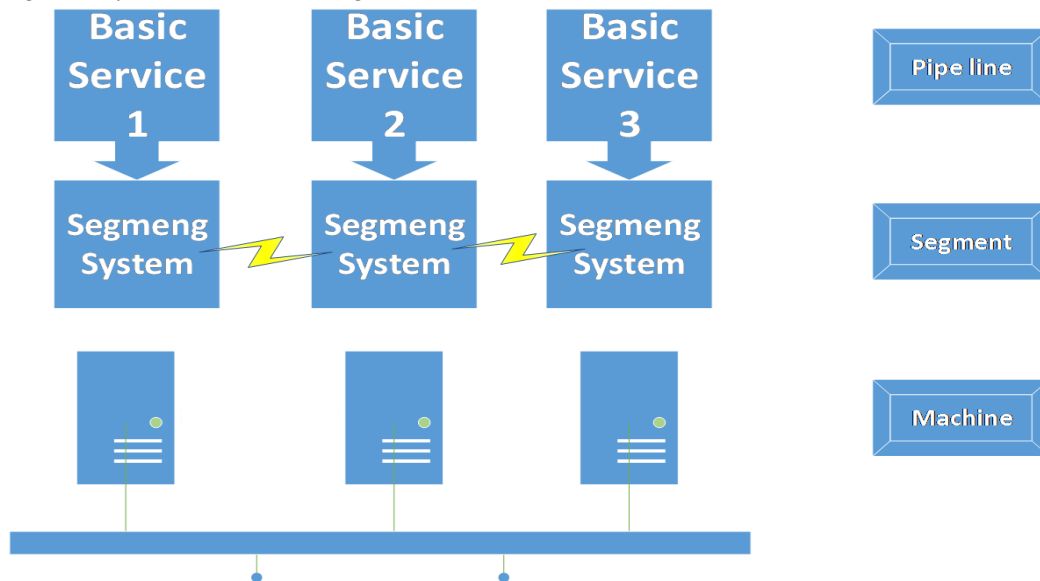 Basic
Service
1
Basic
Service
2
Basic
Service
3
Pipe line
Segmeng
System
Segmeng
System
Segmeng
System
Segment
Machine